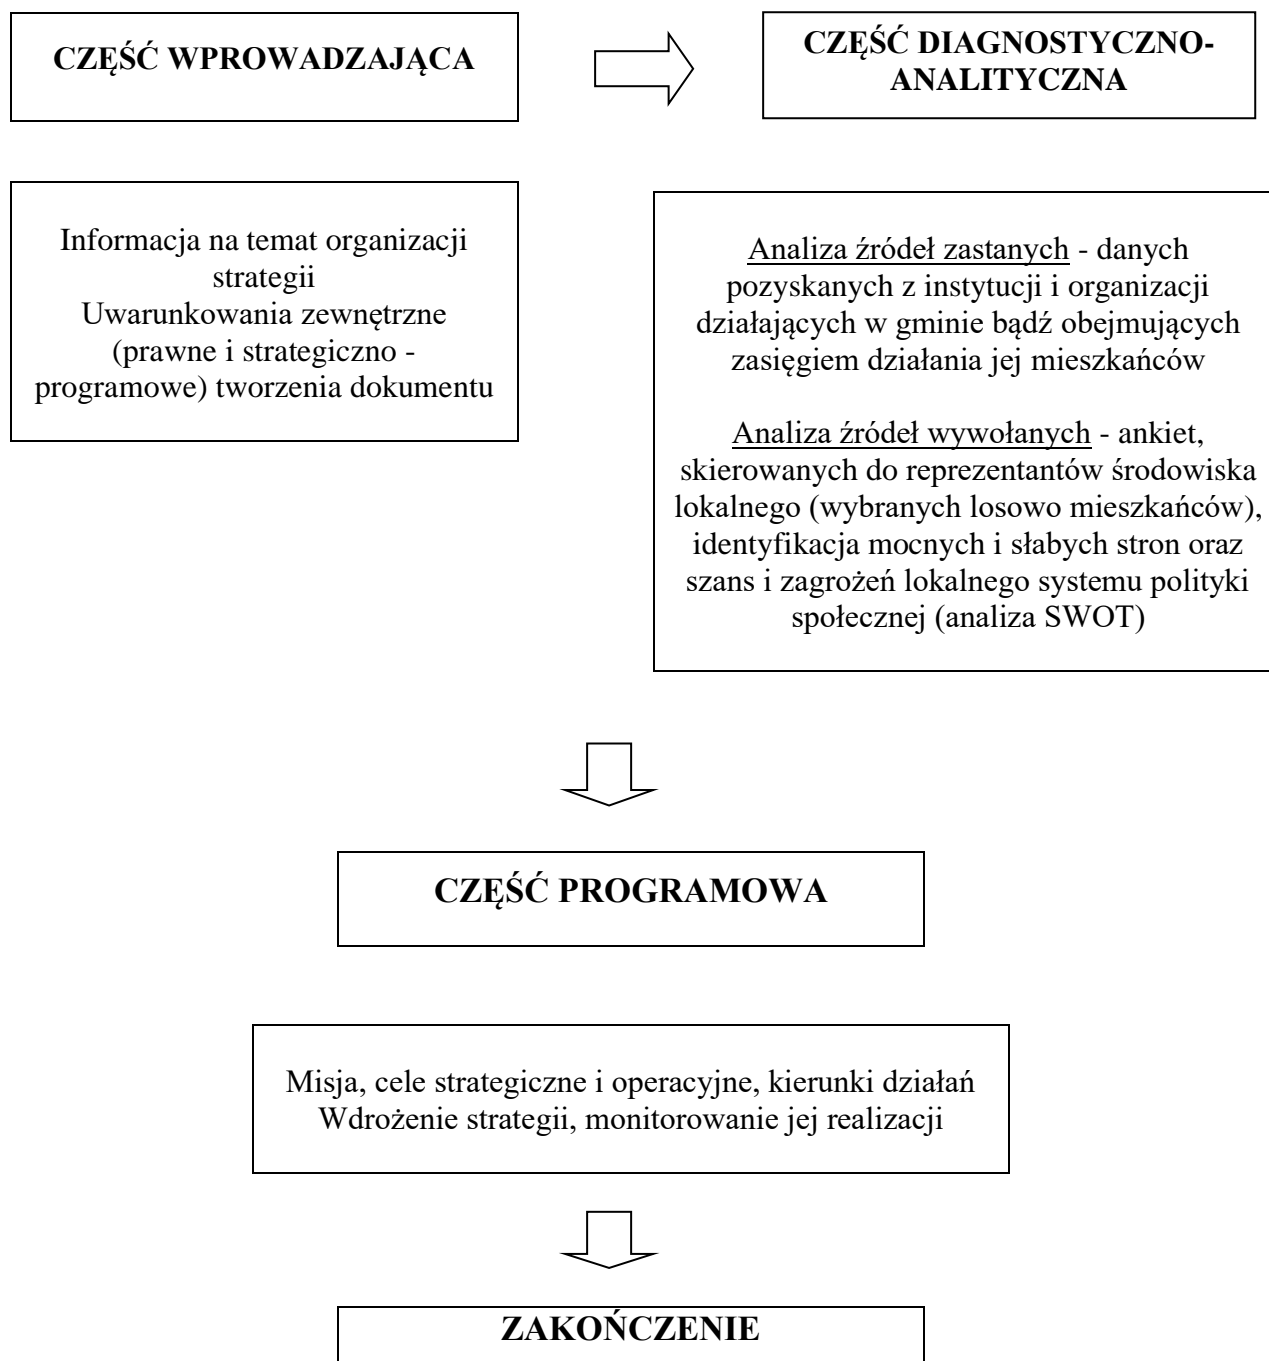 CZĘŚĆ WPROWADZAJĄCA
CZĘŚĆ DIAGNOSTYCZNO-
ANALITYCZNA
Informacja na temat organizacji
strategii
Uwarunkowania zewnętrzne
(prawne i strategiczno -
programowe) tworzenia dokumentu
Analiza źródeł zastanych - danych
pozyskanych z instytucji i organizacji
działających w gminie bądź obejmujących
zasięgiem działania jej mieszkańców
Analiza źródeł wywołanych - ankiet,
skierowanych do reprezentantów środowiska
lokalnego (wybranych losowo mieszkańców),
identyfikacja mocnych i słabych stron oraz
szans i zagrożeń lokalnego systemu polityki
społecznej (analiza SWOT)
CZĘŚĆ PROGRAMOWA
Misja, cele strategiczne i operacyjne, kierunki działań
Wdrożenie strategii, monitorowanie jej realizacji
ZAKOŃCZENIE